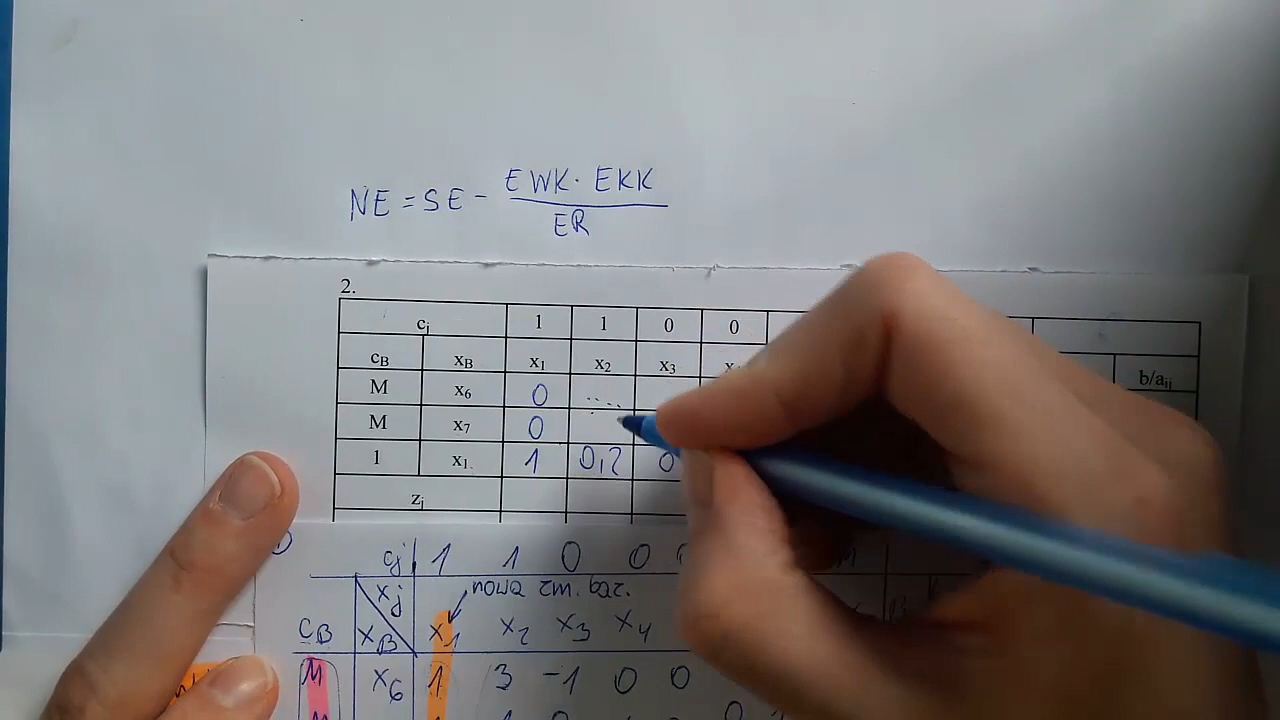 NE = SE - EWK · EKK
ER
2.
cj 1 1 0 0
cB xB x1 x2 x3 b/aij
M x6 0 ....
M x7 0
1 x1 1 0,2 0
zj
cj 1 1 0 0
xj nowa zm. baz.
cB xB x1 x2 x3 x4
M x6 1 3 -1 0 0